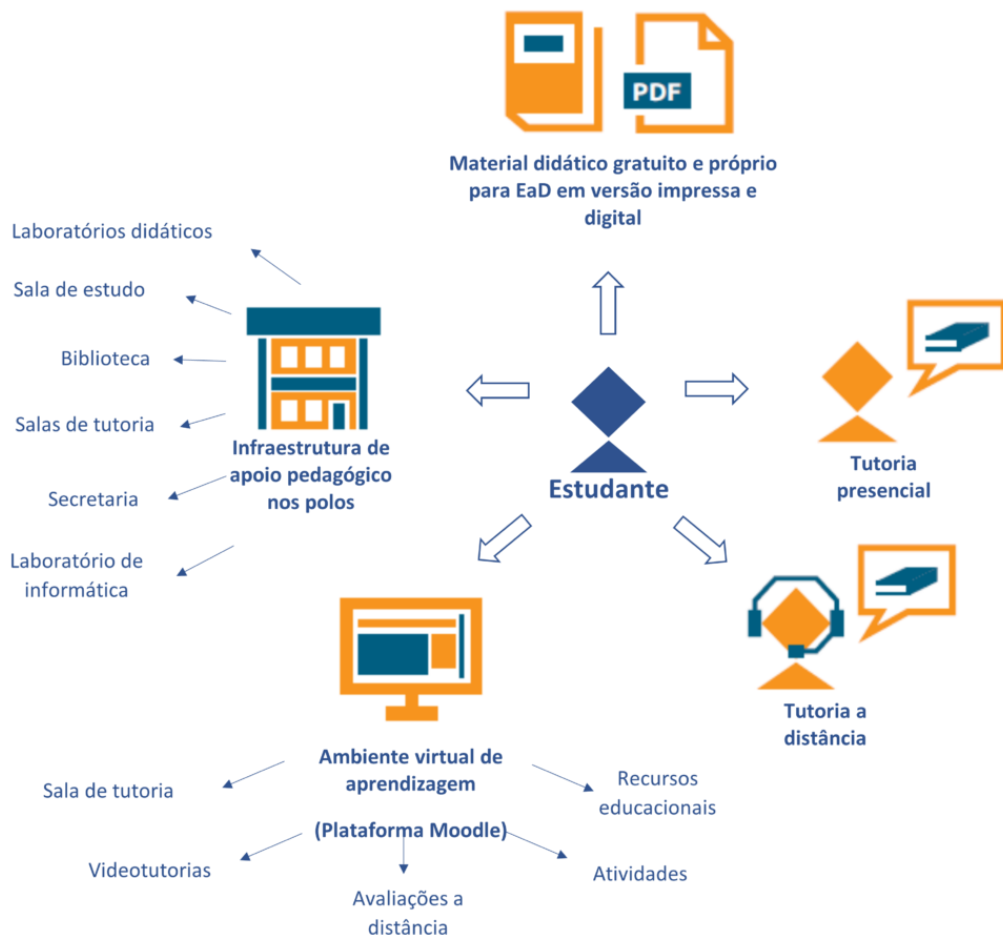 PDF
Material didático gratuito e próprio
para EaD em versão impressa e
digital
Laboratórios didáticos
Sala de estudo
Biblioteca
Salas de tutoria
Secretaria
Laboratório de
informática
Infraestrutura de
apoio pedagógico
nos polos
Estudante
Tutoria
presencial
Tutoria a
distância
Ambiente virtual de
aprendizagem
(Plataforma Moodle)
Sala de tutoria
Videotutorias
Avaliações a
distância
Atividades
Recursos
educacionais